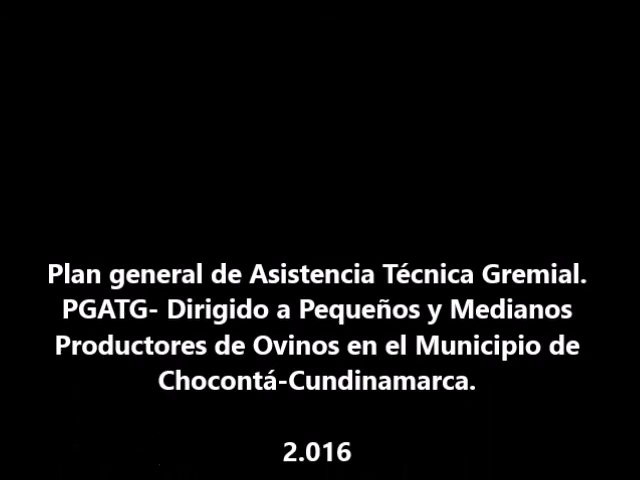 Plan general de Asistencia Técnica Gremial.
PGATG- Dirigido a Pequeños y Medianos
Productores de Ovinos en el Municipio de
Chocontá-Cundinamarca.
2.016